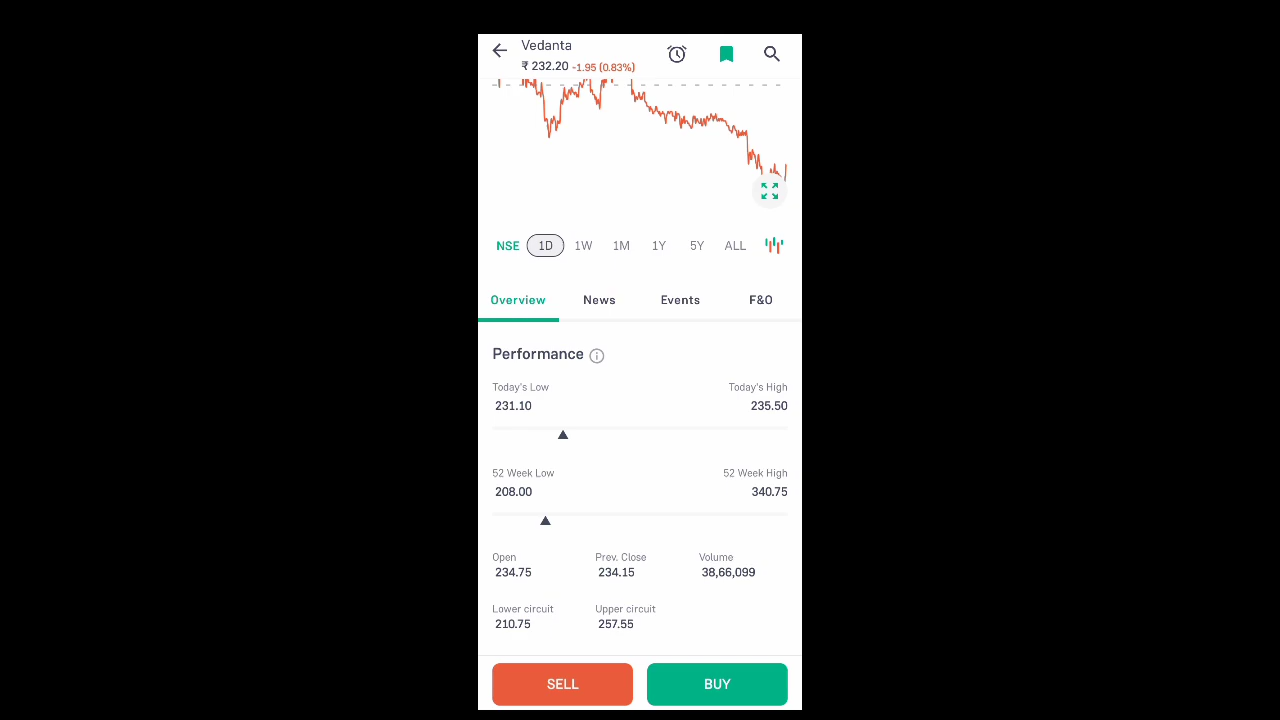 Vedanta
₹ 232.20 -1.95 (0.83%)
NSE 1D 1W 1M 1Y 5Y ALL
Overview News Events F&O
Performance
Today's Low Today's High
231.10 235.50
52 Week Low 52 Week High
208.00 340.75
Open Prev. Close Volume
234.75 234.15 38,66,099
Lower circuit Upper circuit
210.75 257.55
SELL BUY